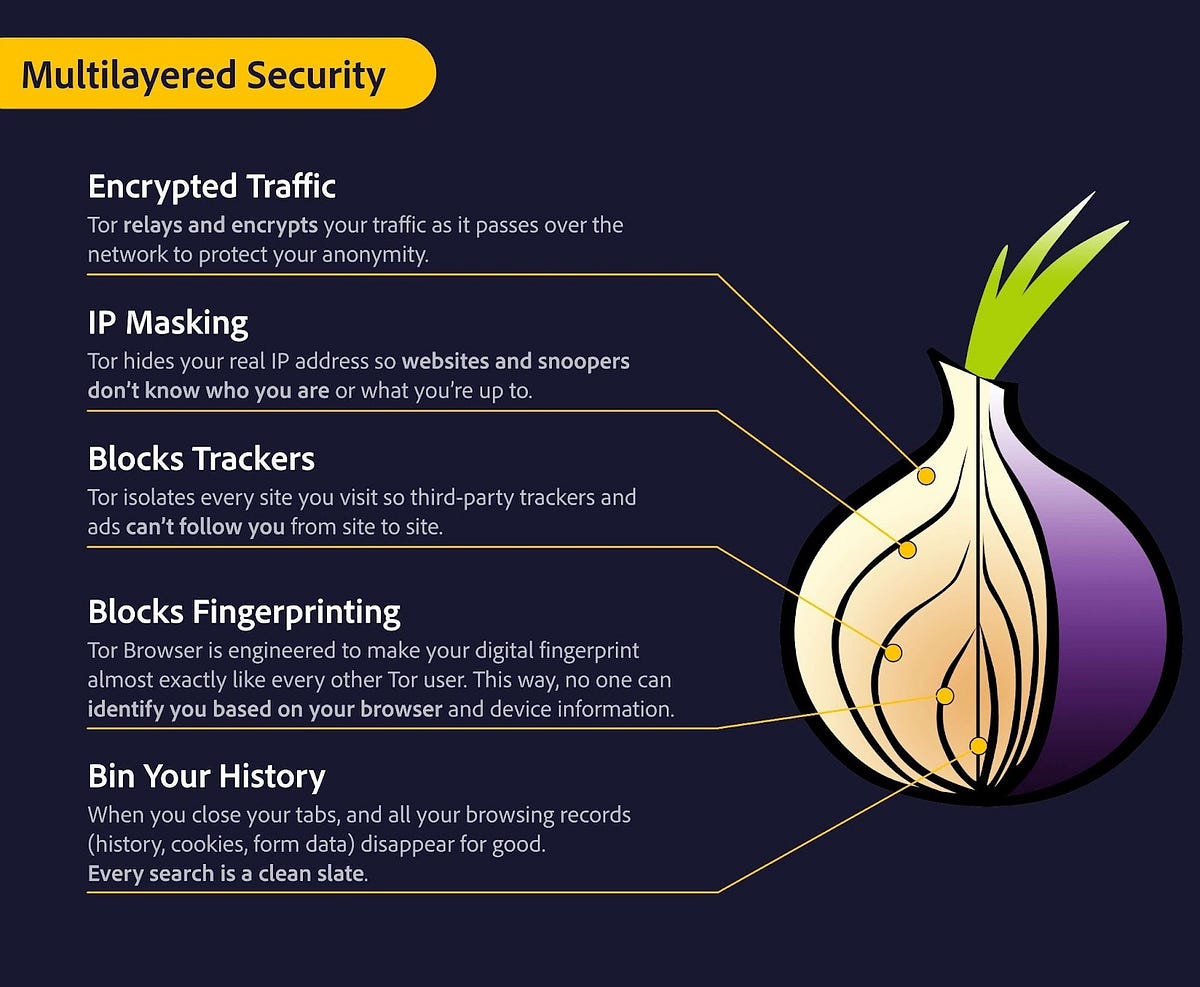 Multilayered Security
Encrypted Traffic
Tor relays and encrypts your traffic as it passes over the
network to protect your anonymity.
IP Masking
Tor hides your real IP address so websites and snoopers
don’t know who you are or what you’re up to.
Blocks Trackers
Tor isolates every site you visit so third-party trackers and
ads can’t follow you from site to site.
Blocks Fingerprinting
Tor Browser is engineered to make your digital fingerprint
almost exactly like every other Tor user. This way, no one can
identify you based on your browser and device information.
Bin Your History
When you close your tabs, and all your browsing records
(history, cookies, form data) disappear for good.
Every search is a clean slate.